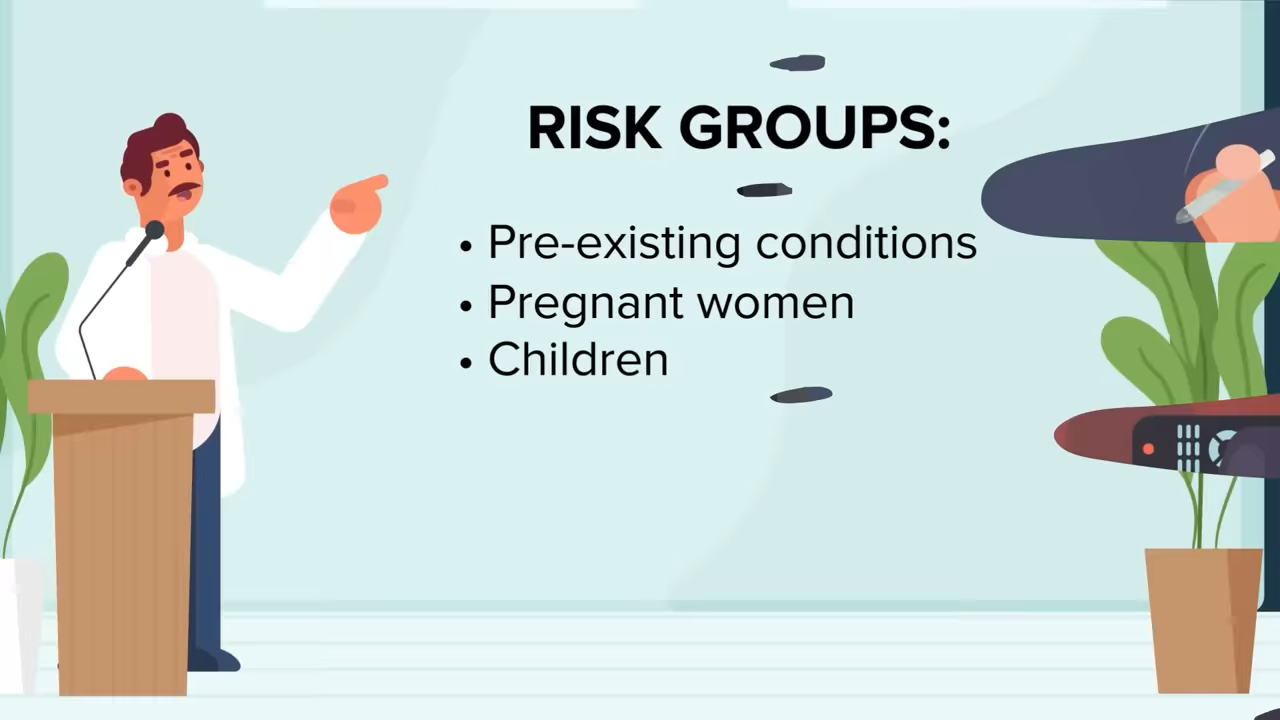 RISK GROUPS:
• Pre-existing conditions
• Pregnant women
• Children